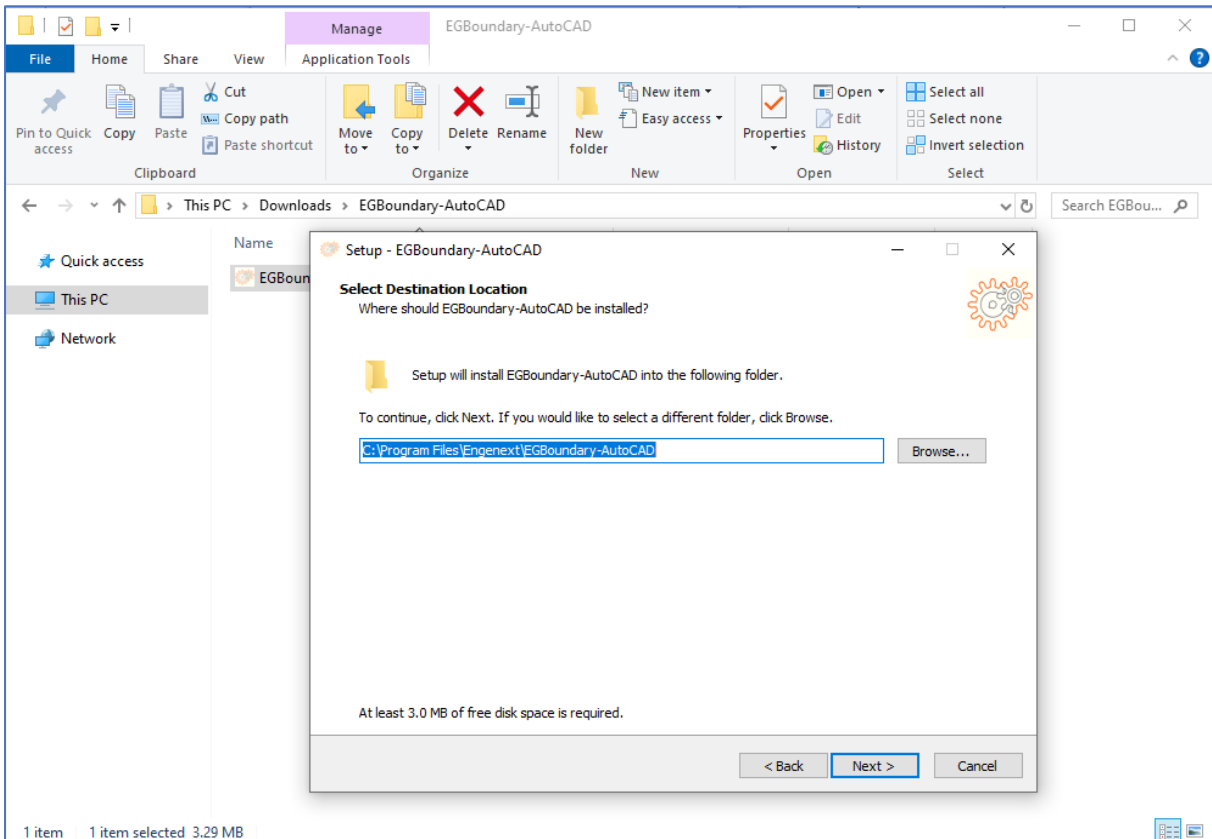 Manage
EGBoundary-AutoCAD
File
Home
Share
View
Application Tools
Pin to Quick access
Copy
Paste
Cut
Copy path
Paste shortcut
Clipboard
Move to
Copy to
Delete
Rename
Organize
New folder
New item
Easy access
New
Properties
Open
Edit
History
Open
Select all
Select none
Invert selection
Select
This PC > Downloads > EGBoundary-AutoCAD
Search EGBou...
Quick access
This PC
Network
Name
EGBoun
Setup - EGBoundary-AutoCAD
Select Destination Location
Where should EGBoundary-AutoCAD be installed?
Setup will install EGBoundary-AutoCAD into the following folder.
To continue, click Next. If you would like to select a different folder, click Browse.
C:\Program Files\Engenext\EGBoundary-AutoCAD
Browse...
At least 3.0 MB of free disk space is required.
< Back
Next >
Cancel
1 item
1 item selected 3.29 MB